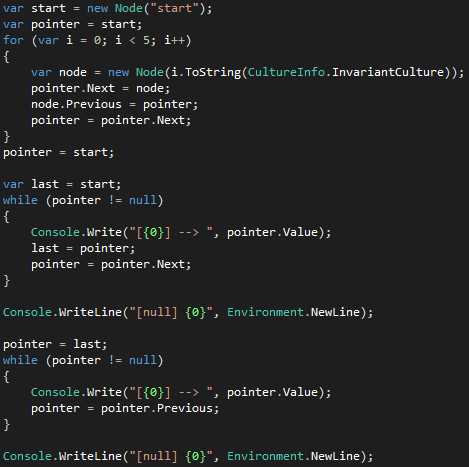 var start = new Node("start");
var pointer = start;
for (var i = 0; i < 5; i++)
{
    var node = new Node(i.ToString(CultureInfo.InvariantCulture));
    pointer.Next = node;
    node.Previous = pointer;
    pointer = pointer.Next;
}
pointer = start;

var last = start;
while (pointer != null)
{
    Console.Write("[{0}] --> ", pointer.Value);
    last = pointer;
    pointer = pointer.Next;
}

Console.WriteLine("[null] {0}", Environment.NewLine);

pointer = last;
while (pointer != null)
{
    Console.Write("[{0}] --> ", pointer.Value);
    pointer = pointer.Previous;
}

Console.WriteLine("[null] {0}", Environment.NewLine);